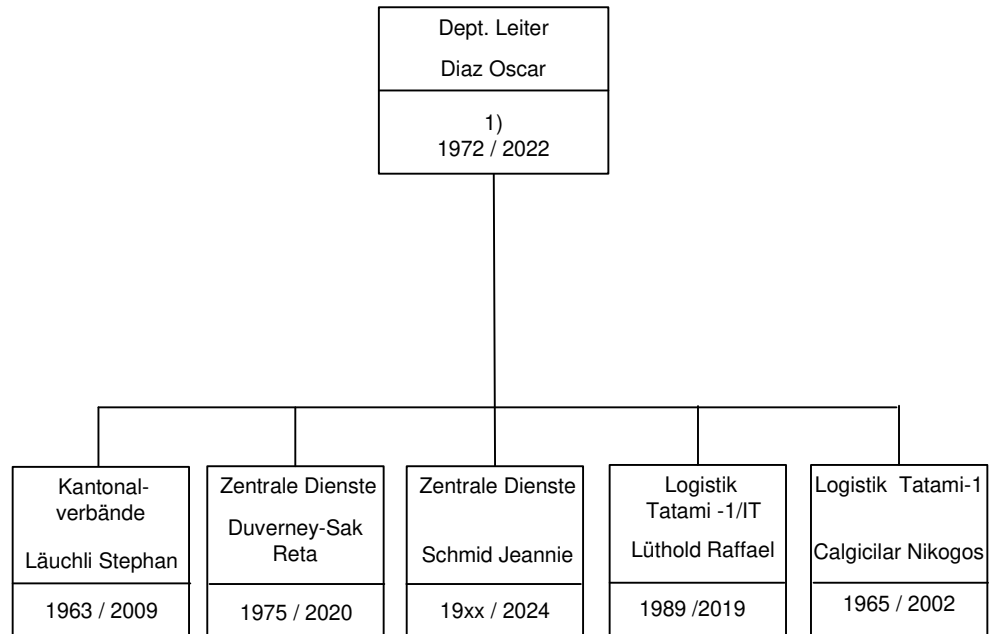 Dept. Leiter
Diaz Oscar
1)
1972 / 2022
Kantonal-
verbände
Läuchli Stephan
1963 / 2009
Zentrale Dienste
Duverney-Sak
Reta
1975 / 2020
Zentrale Dienste
Schmid Jeannie
19xx / 2024
Logistik
Tatami -1/IT
Lüthold Raffael
1989 /2019
Logistik Tatami-1
Calgicilar Nikogos
1965 / 2002